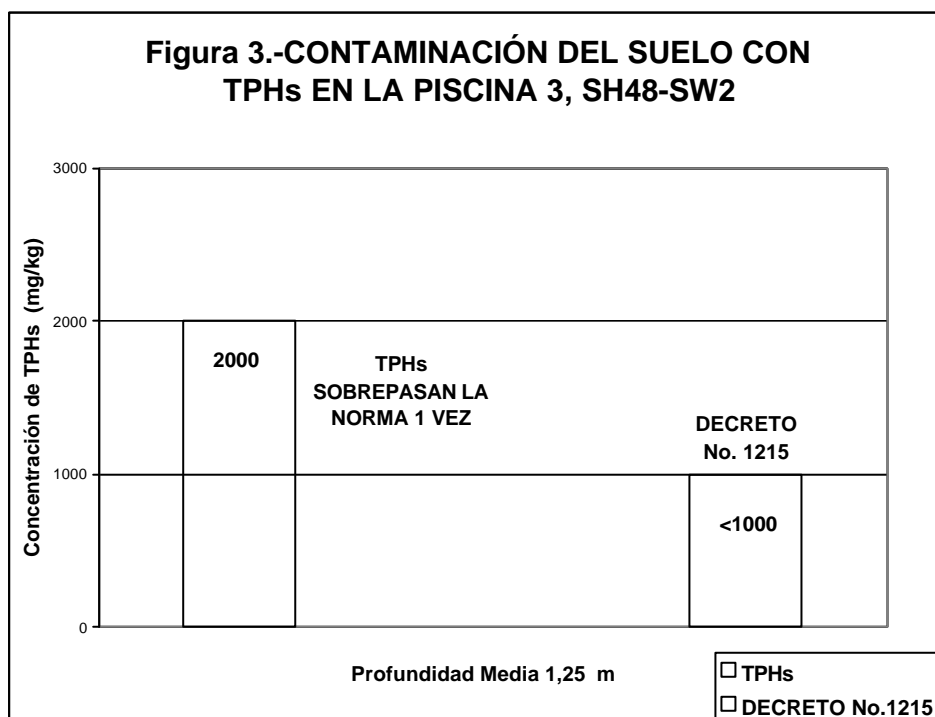 Figura 3.-CONTAMINACIÓN DEL SUELO CON
TPHs EN LA PISCINA 3, SH48-SW2
Concentración de TPHs (mg/kg)
3000
2000
1000
0
2000
TPHs
SOBREPASAN LA
NORMA 1 VEZ
DECRETO
No. 1215
<1000
Profundidad Media 1,25 m
TPHs
DECRETO No.1215